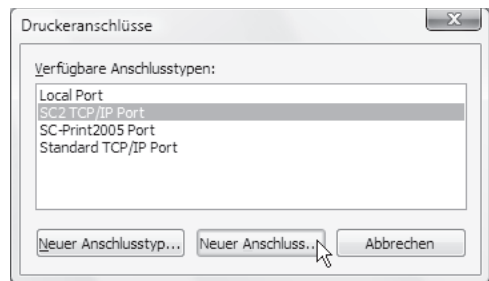 Druckeranschlüsse
Verfügbare Anschlusstypen:
Local Port
SC2 TCP/IP Port
SC-Print2005 Port
Standard TCP/IP Port
Neuer Anschlusstyp... Neuer Anschluss... Abbrechen